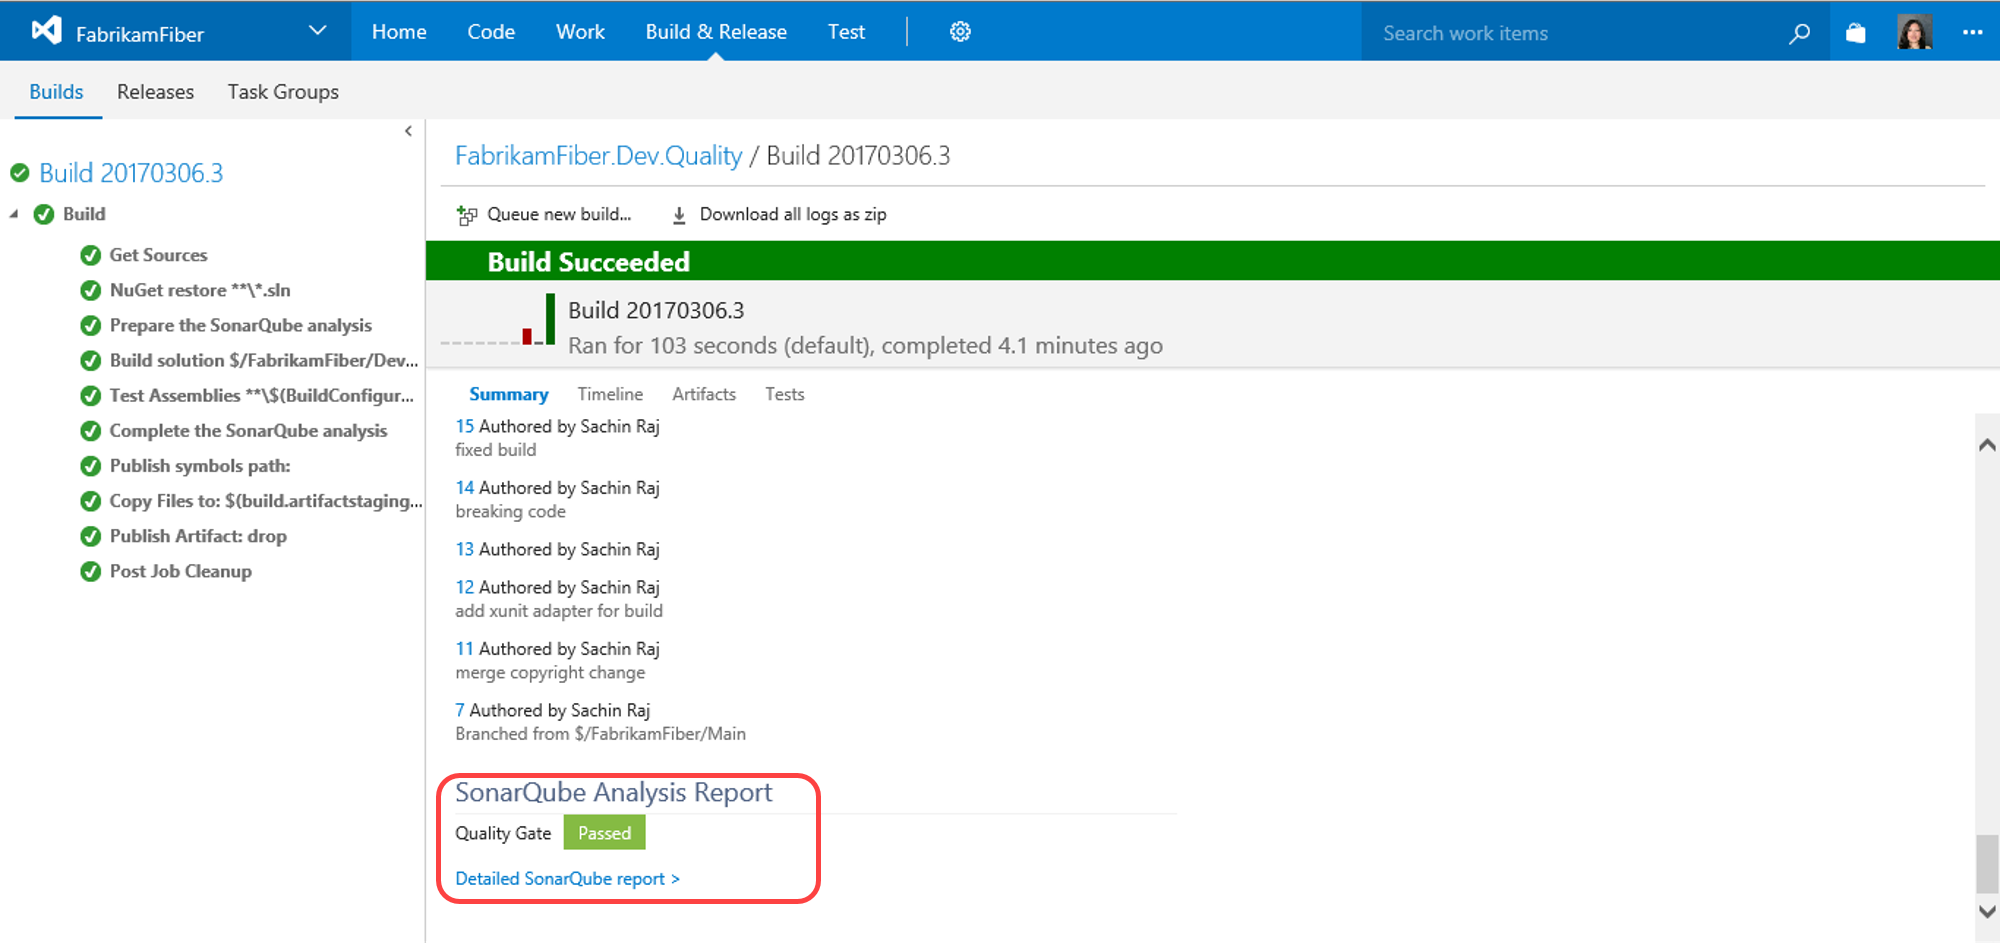 FabrikamFiber
Home Code Work Build & Release Test
Search work items
Builds Releases Task Groups
Build 20170306.3
Build
Get Sources
NuGet restore **\*.sln
Prepare the SonarQube analysis
Build solution $/FabrikamFiber/Dev...
Test Assemblies **\$(BuildConfigur...
Complete the SonarQube analysis
Publish symbols path:
Copy Files to: $(build.artifactstaging...
Publish Artifact: drop
Post Job Cleanup
FabrikamFiber.Dev.Quality / Build 20170306.3
Queue new build... Download all logs as zip
Build Succeeded
Build 20170306.3
Ran for 103 seconds (default), completed 4.1 minutes ago
Summary Timeline Artifacts Tests
15 Authored by Sachin Raj
fixed build
14 Authored by Sachin Raj
breaking code
13 Authored by Sachin Raj
12 Authored by Sachin Raj
add xunit adapter for build
11 Authored by Sachin Raj
merge copyright change
7 Authored by Sachin Raj
Branched from $/FabrikamFiber/Main
SonarQube Analysis Report
Quality Gate Passed
Detailed SonarQube report >